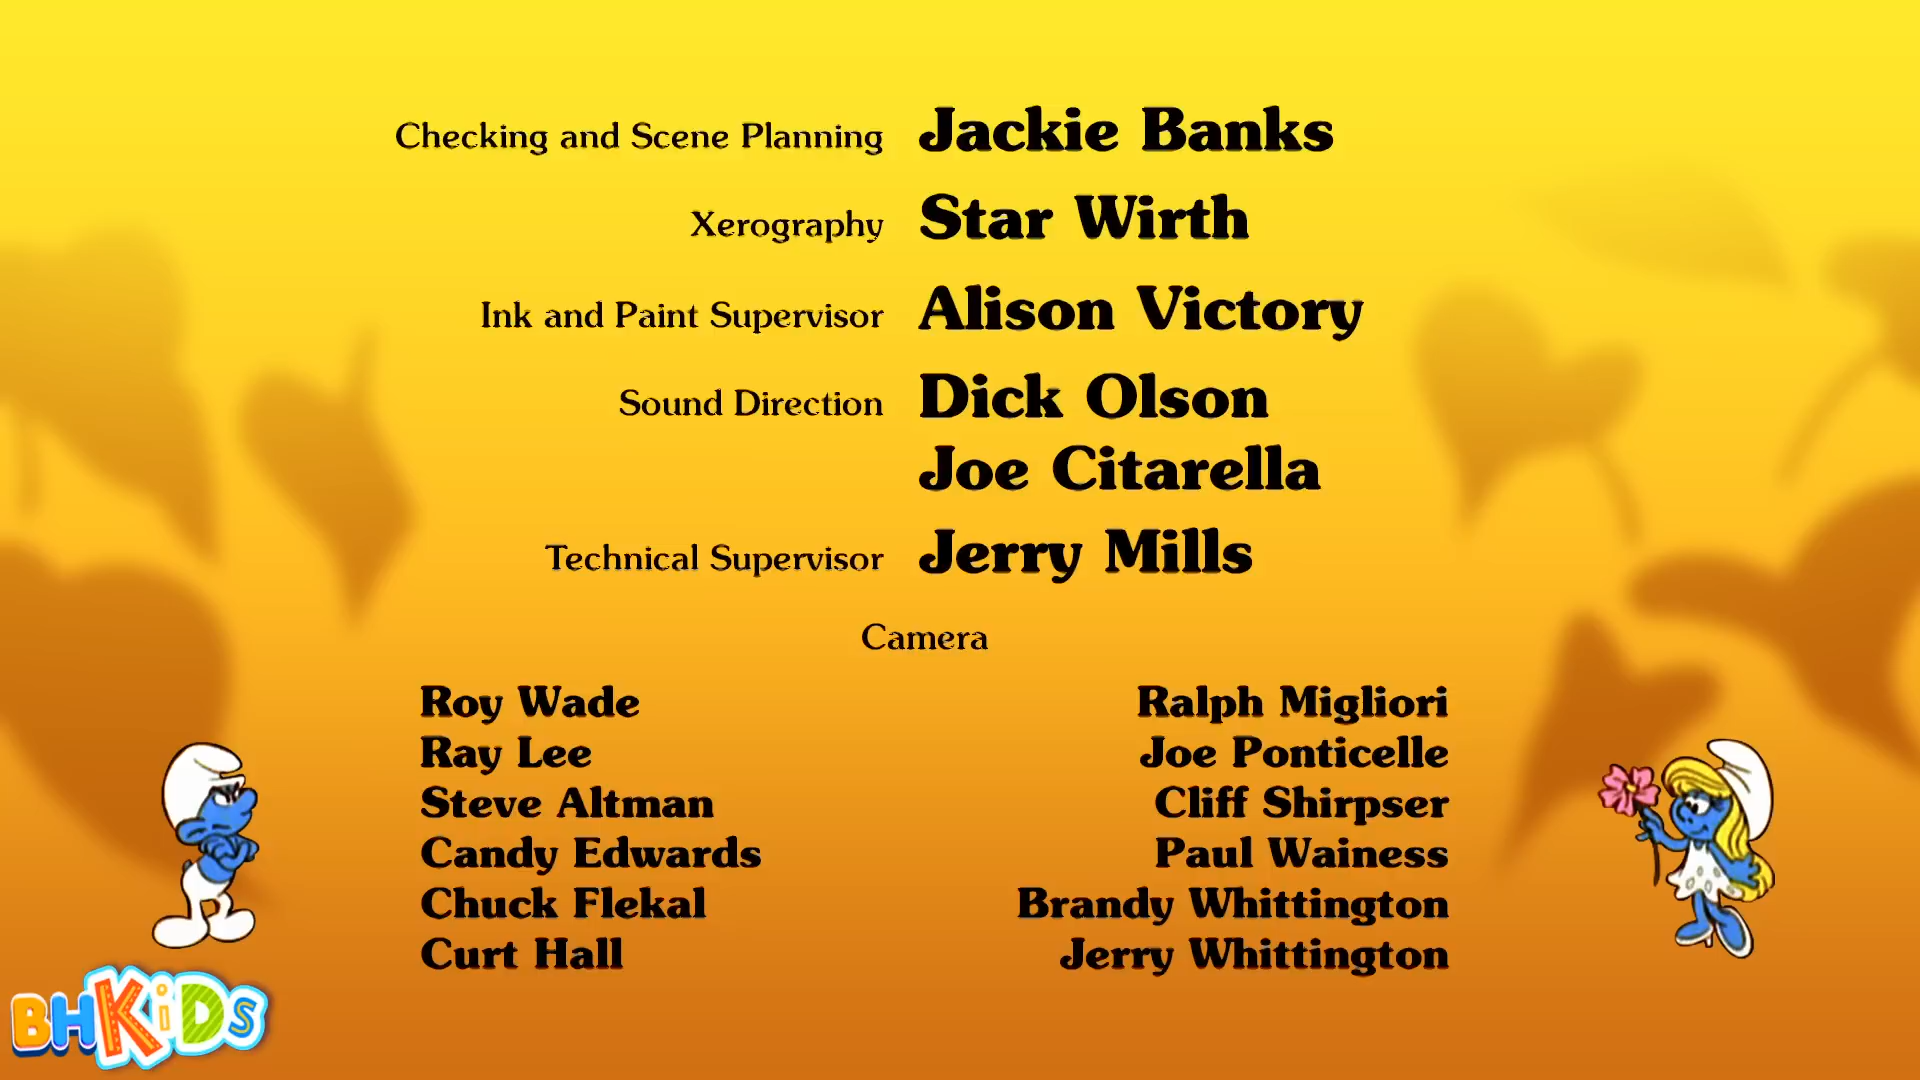 Checking and Scene Planning Jackie Banks
Xerography Star Wirth
Ink and Paint Supervisor Alison Victory
Sound Direction Dick Olson
Joe Citarella
Technical Supervisor Jerry Mills
Camera
Roy Wade Ralph Migliori
Ray Lee Joe Ponticelle
Steve Altman Cliff Shirpser
Candy Edwards Paul Wainess
Chuck Flekal Brandy Whittington
Curt Hall Jerry Whittington
BHKiDS